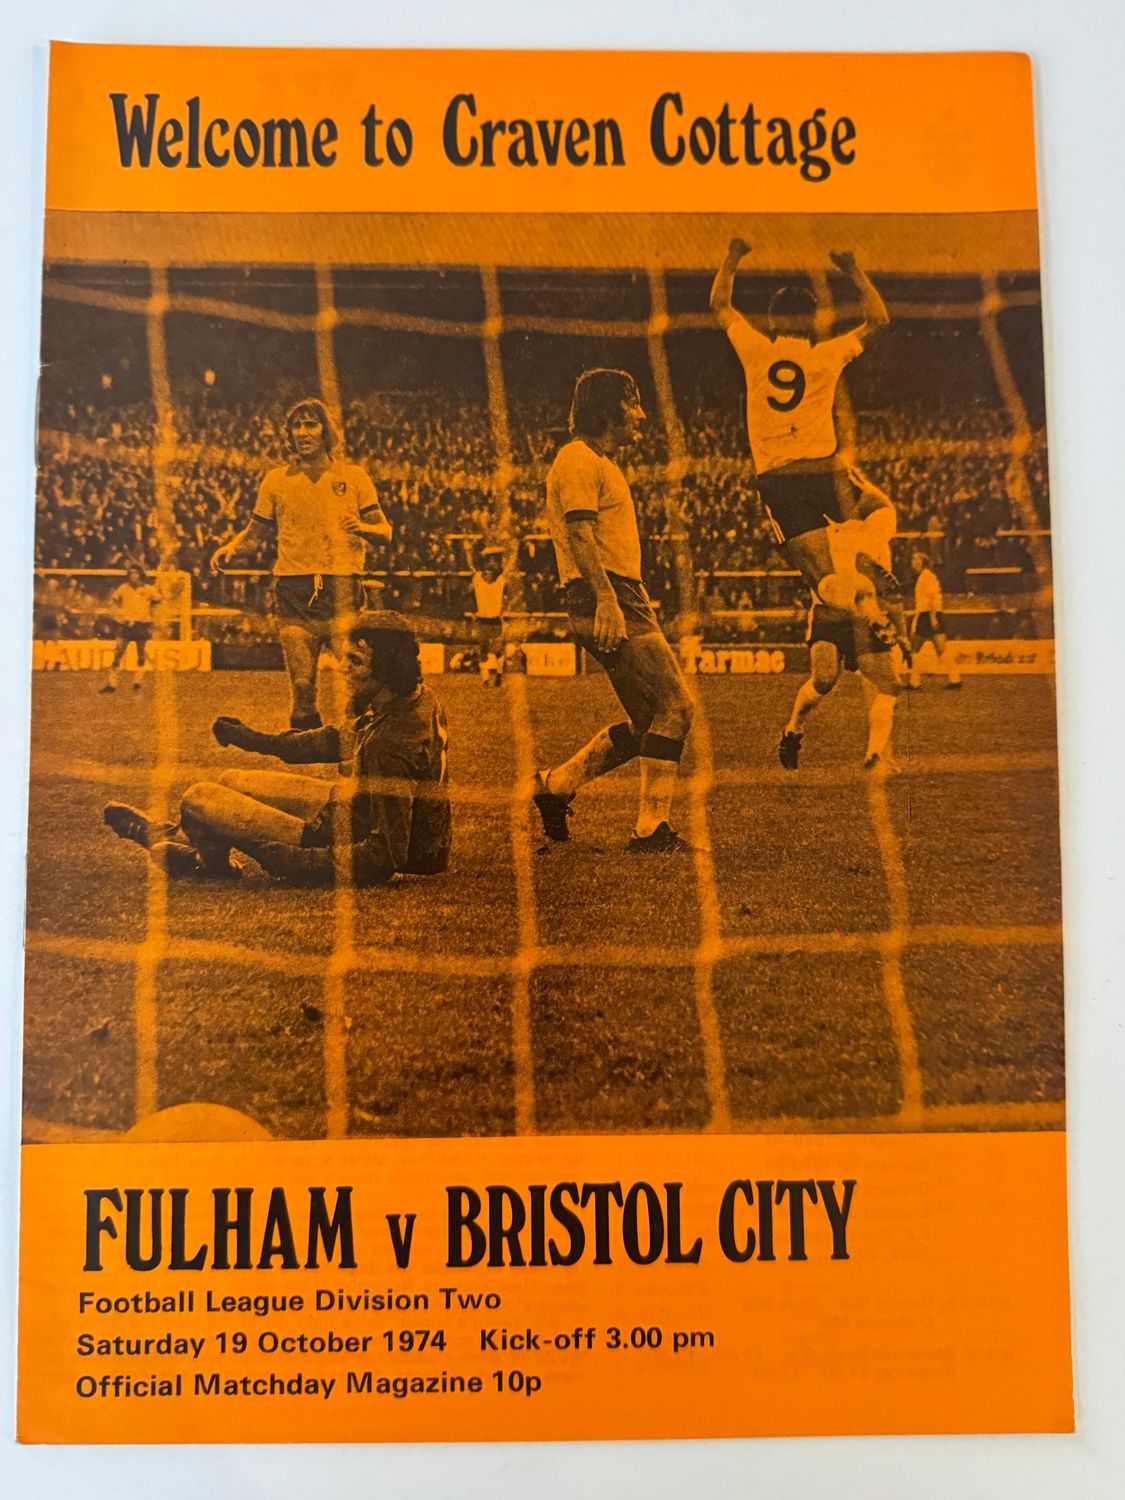 Welcome to Craven Cottage
9
Tarmac
FULHAM v BRISTOL CITY
Football League Division Two
Saturday 19 October 1974 Kick-off 3.00 pm
Official Matchday Magazine 10p